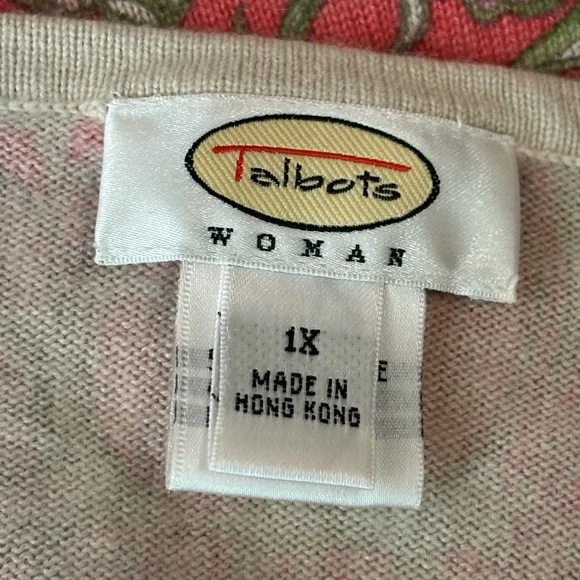 Talbots
WOMAN
1X
MADE IN
HONG KONG